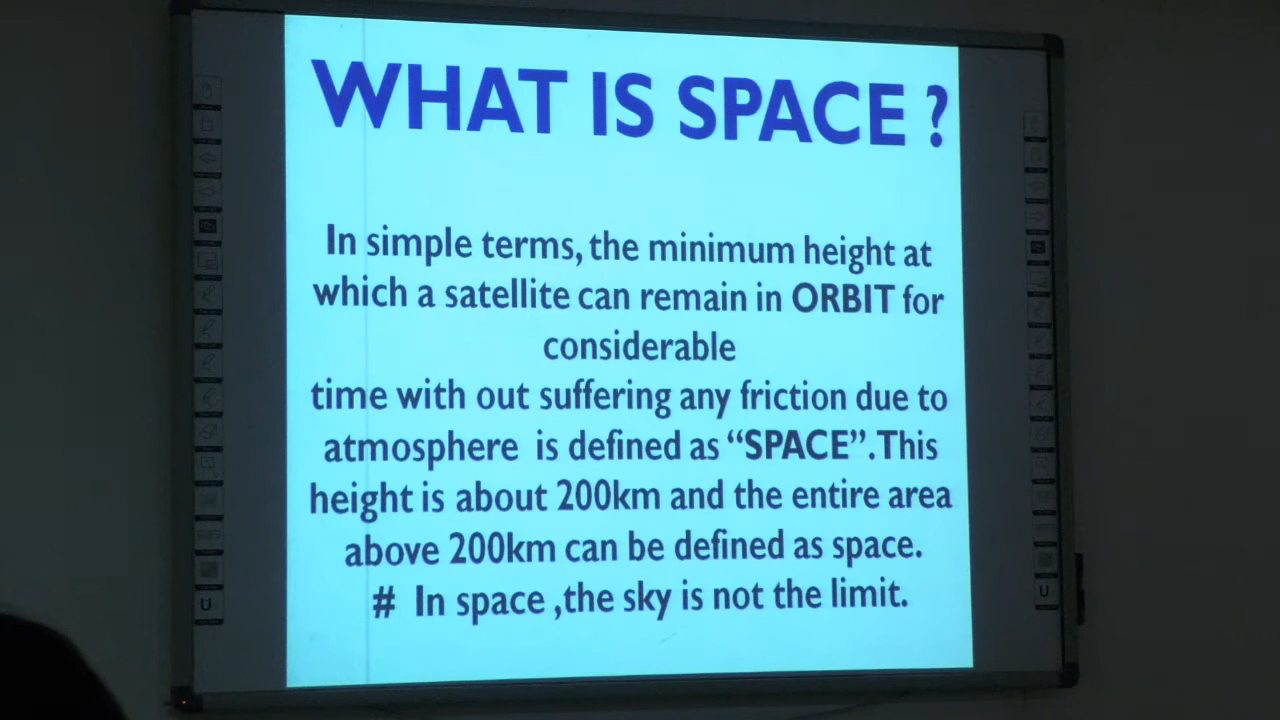 WHAT IS SPACE ?
In simple terms, the minimum height at
which a satellite can remain in ORBIT for
considerable
time with out suffering any friction due to
atmosphere is defined as “SPACE”.This
height is about 200km and the entire area
above 200km can be defined as space.
# In space ,the sky is not the limit.
U
U